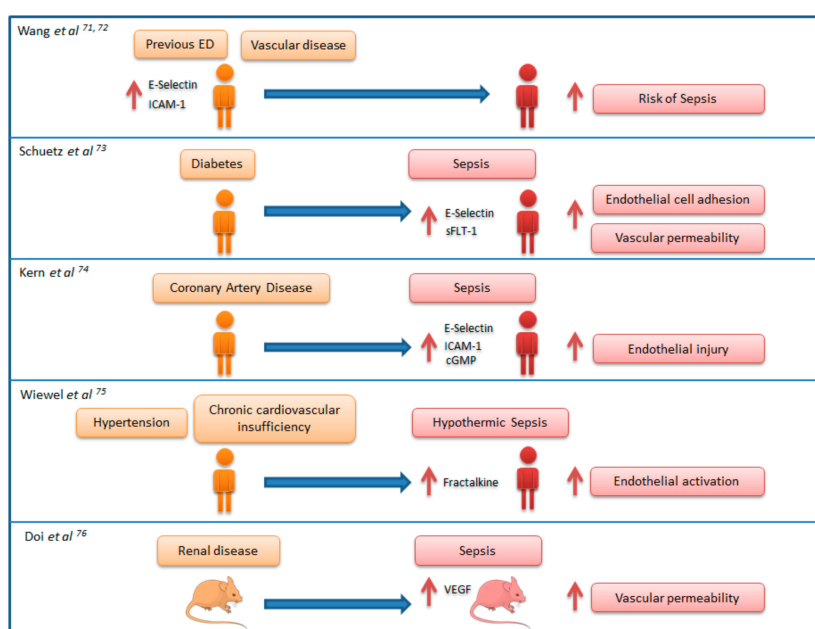 Wang et al 71, 72
Previous ED
Vascular disease
E-Selectin
ICAM-1
Risk of Sepsis
Schuetz et al 73
Diabetes
Sepsis
E-Selectin
sFLT-1
Endothelial cell adhesion
Vascular permeability
Kern et al 74
Coronary Artery Disease
Sepsis
E-Selectin
ICAM-1
cGMP
Endothelial injury
Wiewel et al 75
Hypertension
Chronic cardiovascular
insufficiency
Hypothermic Sepsis
Fractalkine
Endothelial activation
Doi et al 76
Renal disease
Sepsis
VEGF
Vascular permeability